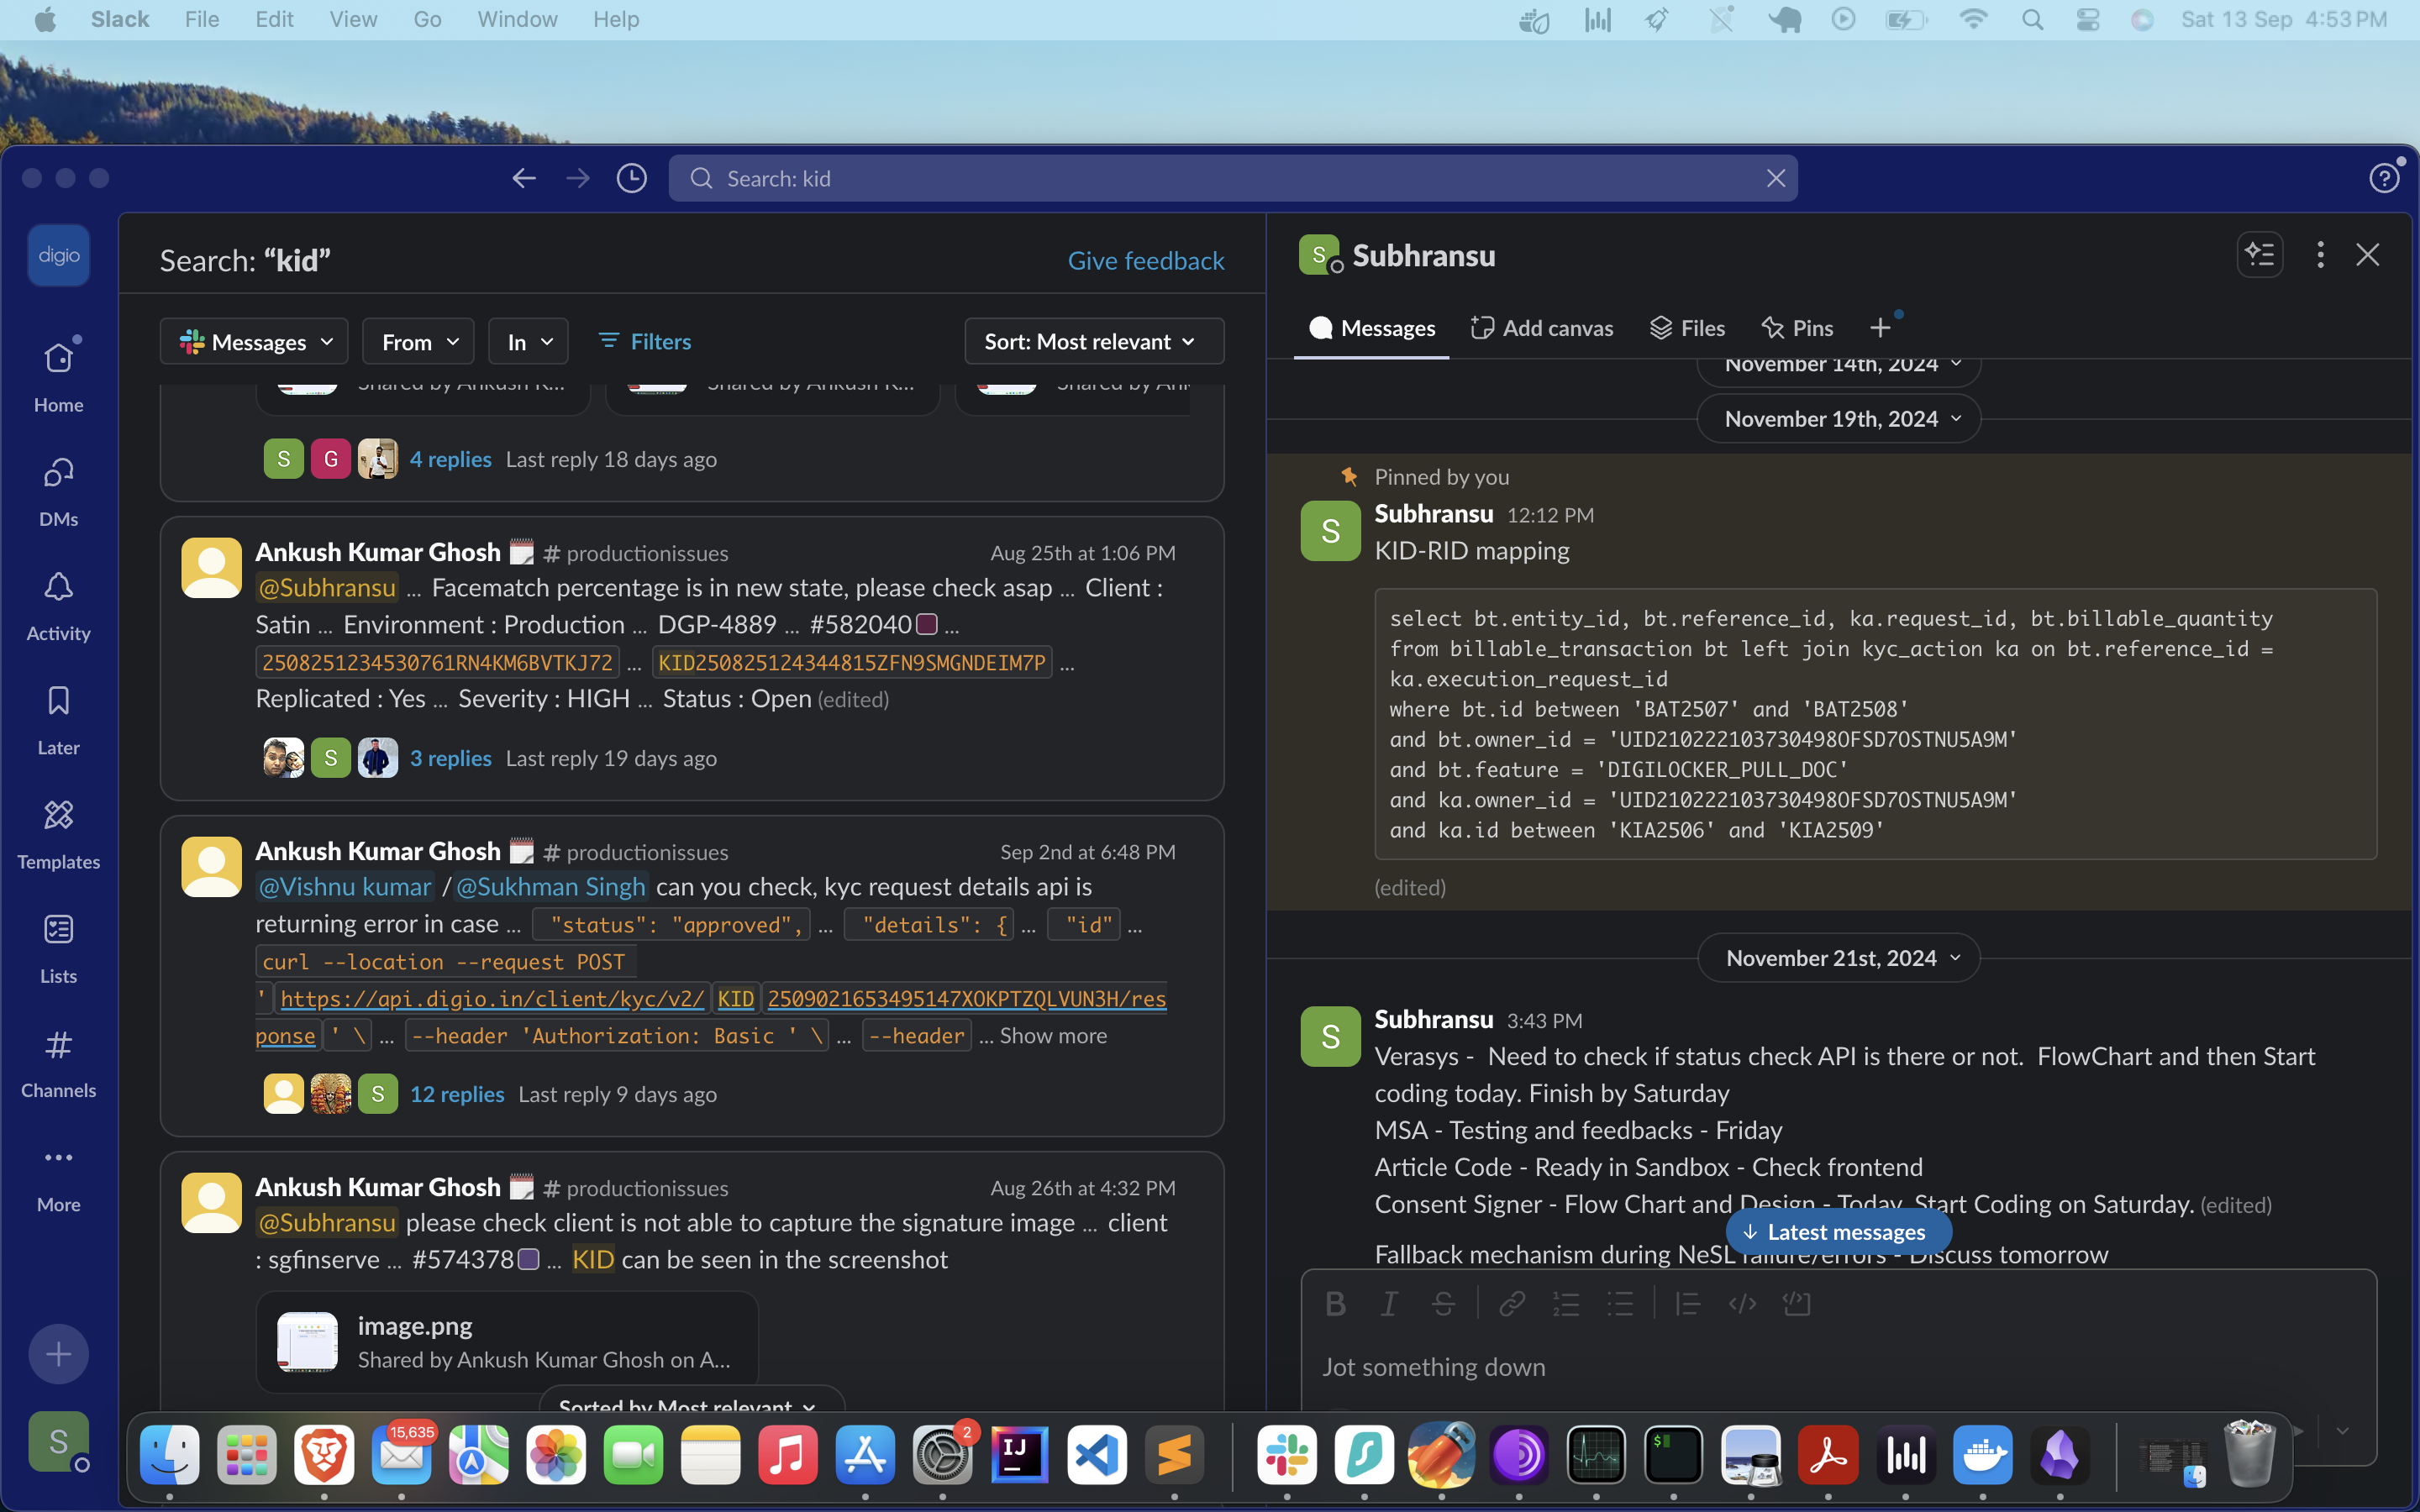 Slack File Edit View Go Window Help
Sat 13 Sep 4:53 PM
Search: kid
digio
Home
DMs
Activity
Later
Templates
Lists
Channels
More
S
Search: “kid”
Give feedback
Messages From In Filters Sort: Most relevant
Shared by Ankush K... Shared by Ankush K...
S G 4 replies Last reply 18 days ago
Ankush Kumar Ghosh # productionissues Aug 25th at 1:06 PM
@Subhransu ... Facematch percentage is in new state, please check asap ... Client :
Satin ... Environment : Production ... DGP-4889 ... #582040 ...
2508251234530761RN4KM6BVTKJ72 ... KID250825124344815ZFN9SMGNDEIM7P ...
Replicated : Yes ... Severity : HIGH ... Status : Open (edited)
S 3 replies Last reply 19 days ago
Ankush Kumar Ghosh # productionissues Sep 2nd at 6:48 PM
@Vishnu kumar /@Sukhman Singh can you check, kyc request details api is
returning error in case ... "status": "approved", ... "details": { ... "id" ...
curl --location --request POST
' https://api.digio.in/client/kyc/v2/ KID 2509021653495147XOKPTZQLVUN3H/res
ponse ' \ ... --header 'Authorization: Basic ' \ ... --header ... Show more
S 12 replies Last reply 9 days ago
Ankush Kumar Ghosh # productionissues Aug 26th at 4:32 PM
@Subhransu please check client is not able to capture the signature image ... client
: sgfinserve ... #574378 ... KID can be seen in the screenshot
image.png
Shared by Ankush Kumar Ghosh on A...
Sorted by Most relevant
S Subhransu
Messages Add canvas Files Pins
November 14th, 2024
November 19th, 2024
Pinned by you
S Subhransu 12:12 PM
KID-RID mapping
select bt.entity_id, bt.reference_id, ka.request_id, bt.billable_quantity
from billable_transaction bt left join kyc_action ka on bt.reference_id =
ka.execution_request_id
where bt.id between 'BAT2507' and 'BAT2508'
and bt.owner_id = 'UID210222103730498OFSD7OSTNU5A9M'
and bt.feature = 'DIGILOCKER_PULL_DOC'
and ka.owner_id = 'UID210222103730498OFSD7OSTNU5A9M'
and ka.id between 'KIA2506' and 'KIA2509'
(edited)
November 21st, 2024
S Subhransu 3:43 PM
Verasys - Need to check if status check API is there or not. FlowChart and then Start
coding today. Finish by Saturday
MSA - Testing and feedbacks - Friday
Article Code - Ready in Sandbox - Check frontend
Consent Signer - Flow Chart and Design - Today. Start Coding on Saturday. (edited)
Latest messages
Fallback mechanism during NeSL failure/errors - Discuss tomorrow
Jot something down
15,635
2
IJ